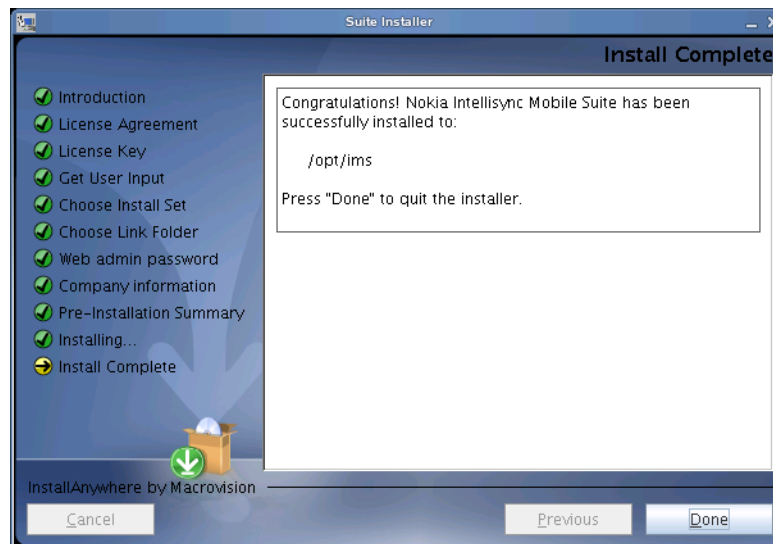 Suite Installer
Install Complete
Introduction
License Agreement
License Key
Get User Input
Choose Install Set
Choose Link Folder
Web admin password
Company information
Pre-Installation Summary
Installing...
Install Complete
Congratulations! Nokia Intellisync Mobile Suite has been
successfully installed to:
/opt/ims
Press "Done" to quit the installer.
InstallAnywhere by Macrovision
Cancel
Previous
Done